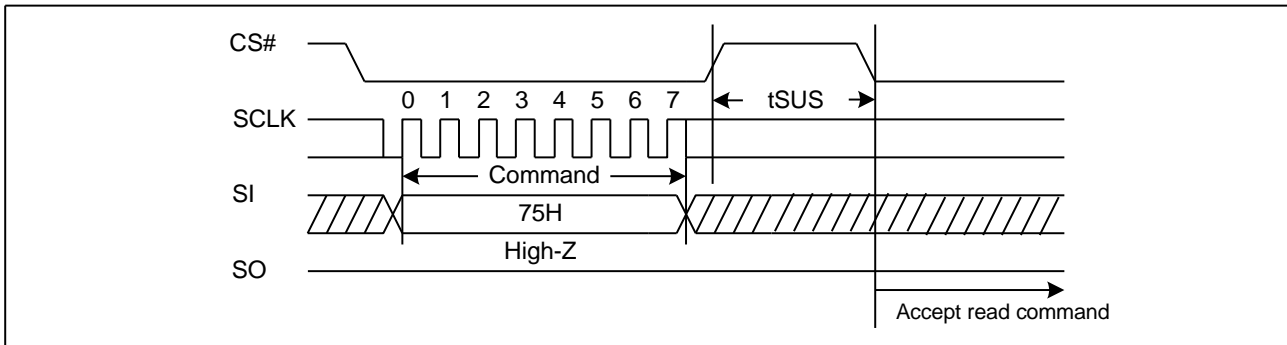 CS#
tSUS
0 1 2 3 4 5 6 7
SCLK
Command
SI
75H
High-Z
SO
Accept read command